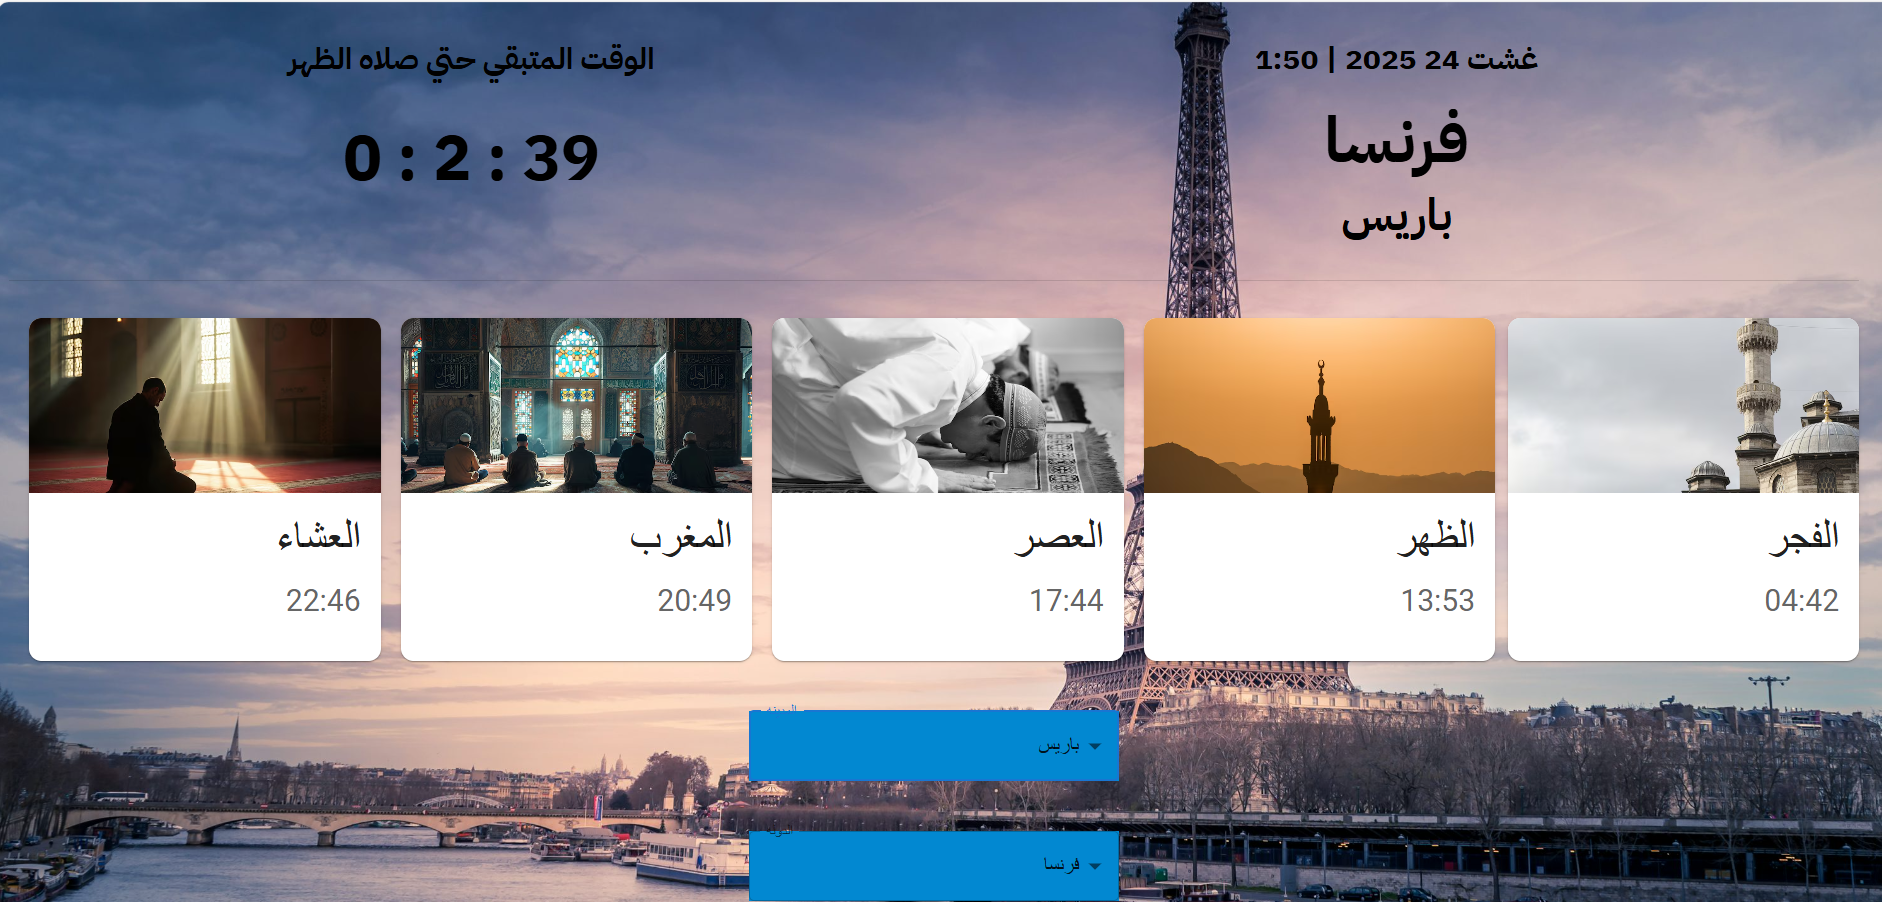 غشت 24 2025 | 1:50
فرنسا
باريس
الوقت المتبقي حتي صلاه الظهر
0 : 2 : 39
الفجر
04:42
الظهر
13:53
العصر
17:44
المغرب
20:49
العشاء
22:46
باريس
فرنسا